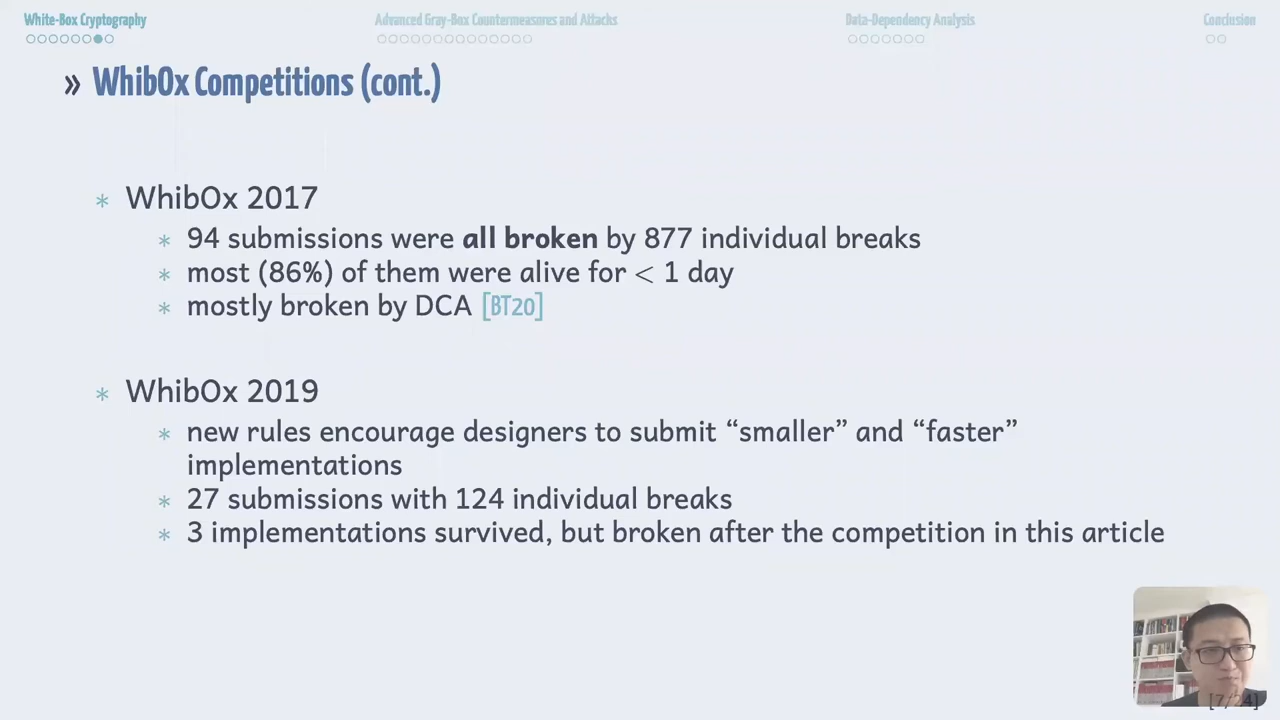 White-Box Cryptography
Advanced Gray-Box Countermeasures and Attacks
Data-Dependency Analysis
Conclusion
» WhibOx Competitions (cont.)
* WhibOx 2017
* 94 submissions were all broken by 877 individual breaks
* most (86%) of them were alive for < 1 day
* mostly broken by DCA [BT20]
* WhibOx 2019
* new rules encourage designers to submit “smaller” and “faster”
implementations
* 27 submissions with 124 individual breaks
* 3 implementations survived, but broken after the competition in this article
[7/24]